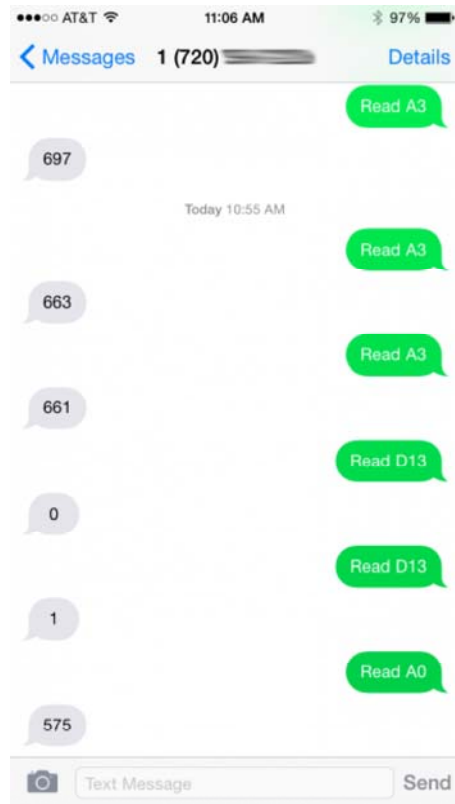 AT&T 11:06 AM 97%
Messages 1 (720) Details
Read A3
697
Today 10:55 AM
Read A3
663
Read A3
661
Read D13
0
Read D13
1
Read A0
575
Text Message Send